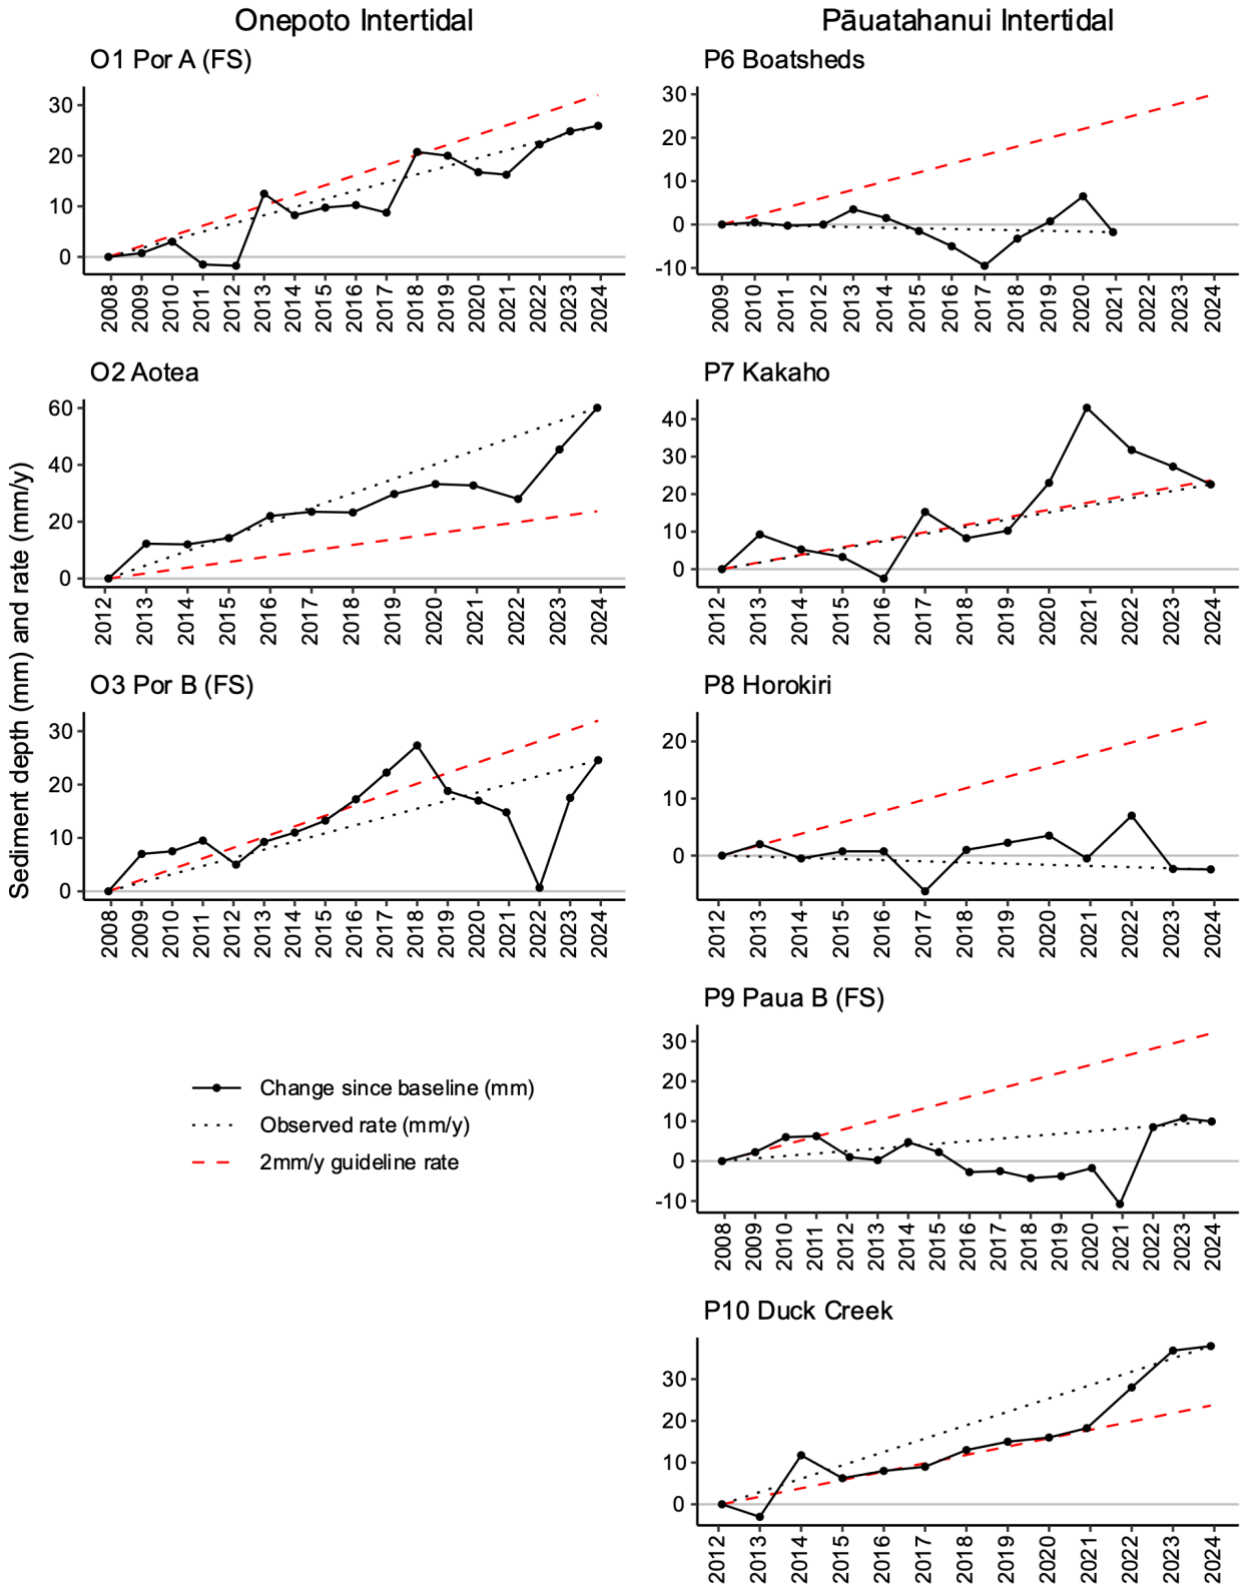 Onepoto Intertidal
Pāuatahanui Intertidal
Sediment depth (mm) and rate (mm/y)
O1 Por A (FS)
30
20
10
0
2008 2009 2010 2011 2012 2013 2014 2015 2016 2017 2018 2019 2020 2021 2022 2023 2024
O2 Aotea
60
40
20
0
2012 2013 2014 2015 2016 2017 2018 2019 2020 2021 2022 2023 2024
O3 Por B (FS)
30
20
10
0
2008 2009 2010 2011 2012 2013 2014 2015 2016 2017 2018 2019 2020 2021 2022 2023 2024
Change since baseline (mm)
Observed rate (mm/y)
2mm/y guideline rate
P6 Boatsheds
30
20
10
0
-10
2009 2010 2011 2012 2013 2014 2015 2016 2017 2018 2019 2020 2021 2022 2023 2024
P7 Kakaho
40
30
20
10
0
2012 2013 2014 2015 2016 2017 2018 2019 2020 2021 2022 2023 2024
P8 Horokiri
20
10
0
2012 2013 2014 2015 2016 2017 2018 2019 2020 2021 2022 2023 2024
P9 Paua B (FS)
30
20
10
0
-10
2008 2009 2010 2011 2012 2013 2014 2015 2016 2017 2018 2019 2020 2021 2022 2023 2024
P10 Duck Creek
30
20
10
0
2012 2013 2014 2015 2016 2017 2018 2019 2020 2021 2022 2023 2024